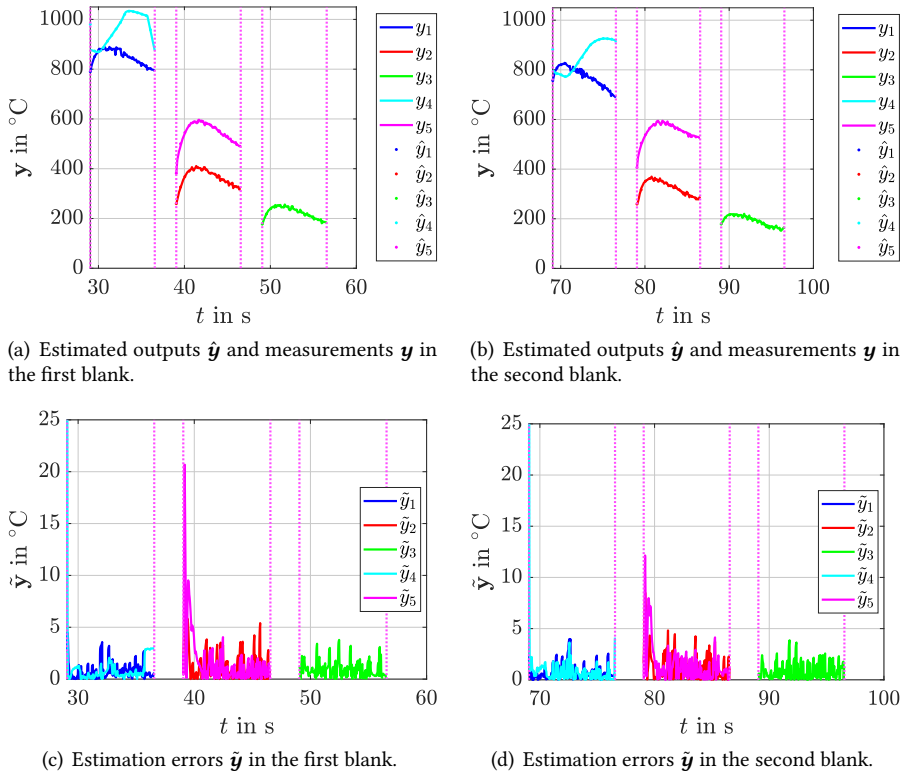 1000
800
600
400
200
0
30 40 50 60
y in °C
t in s
y₁
y₂
y₃
y₄
y₅
ŷ₁
ŷ₂
ŷ₃
ŷ₄
ŷ₅
(a) Estimated outputs ŷ and measurements y in
the first blank.
1000
800
600
400
200
0
70 80 90 100
y in °C
t in s
y₁
y₂
y₃
y₄
y₅
ŷ₁
ŷ₂
ŷ₃
ŷ₄
ŷ₅
(b) Estimated outputs ŷ and measurements y in
the second blank.
25
20
15
10
5
0
30 40 50 60
ỹ in °C
t in s
ỹ₁
ỹ₂
ỹ₃
ỹ₄
ỹ₅
(c) Estimation errors ỹ in the first blank.
25
20
15
10
5
0
70 80 90 100
ỹ in °C
t in s
ỹ₁
ỹ₂
ỹ₃
ỹ₄
ỹ₅
(d) Estimation errors ỹ in the second blank.